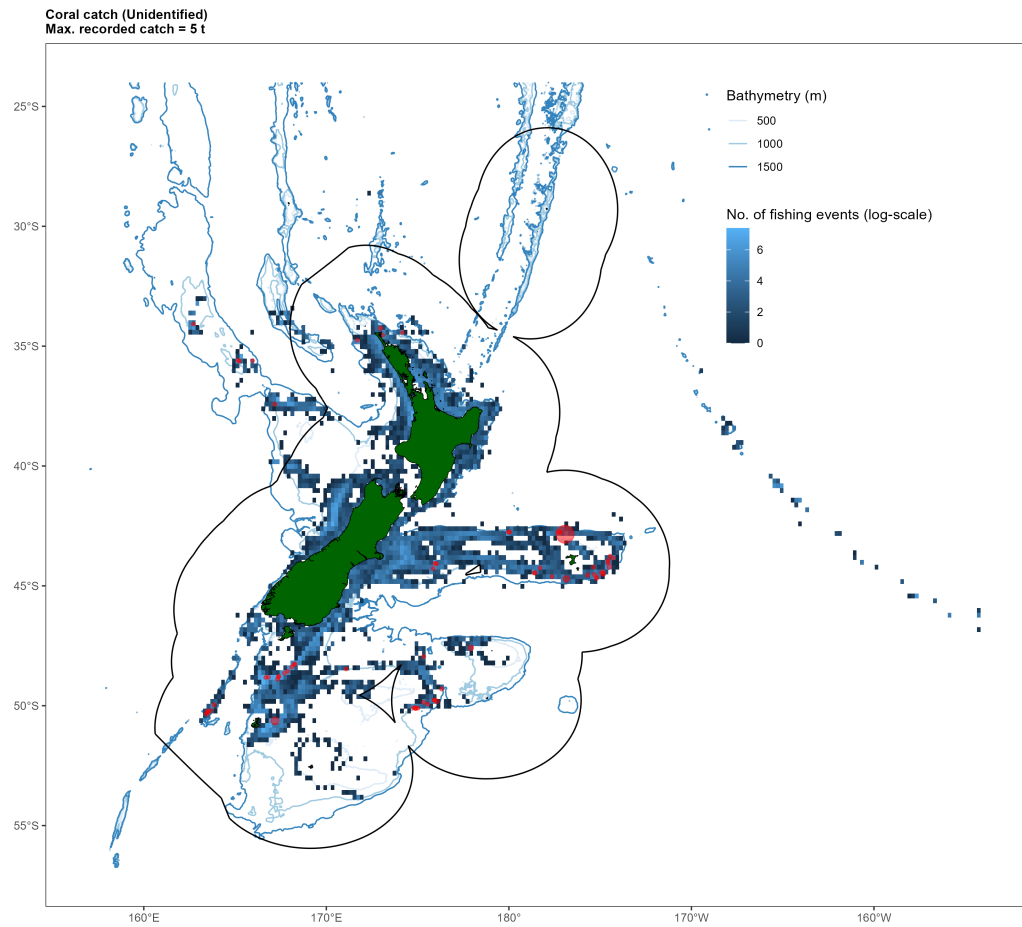 Coral catch (Unidentified)
Max. recorded catch = 5 t
Bathymetry (m)
500
1000
1500
No. of fishing events (log-scale)
6
4
2
0
25°S
30°S
35°S
40°S
45°S
50°S
55°S
160°E
170°E
180°
170°W
160°W